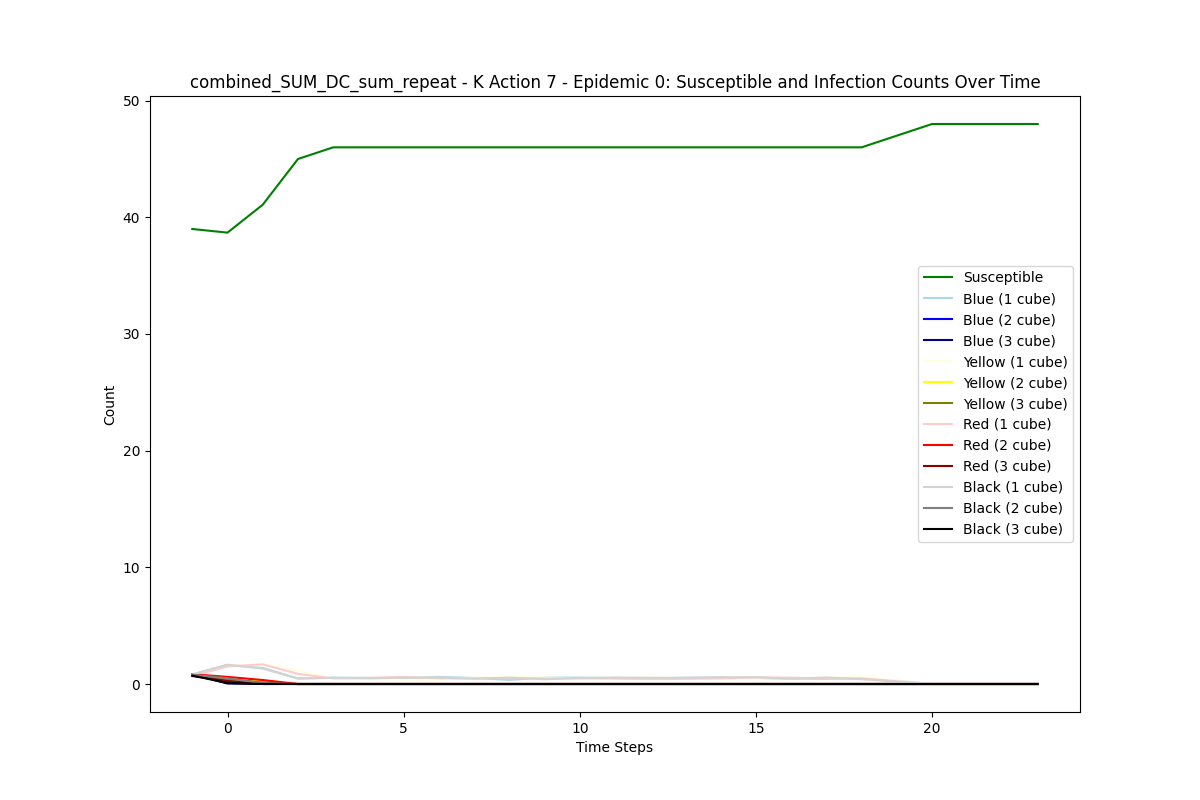 combined_SUM_DC_sum_repeat - K Action 7 - Epidemic 0: Susceptible and Infection Counts Over Time
50
40
30
20
10
0
Count
Susceptible
Blue (1 cube)
Blue (2 cube)
Blue (3 cube)
Yellow (1 cube)
Yellow (2 cube)
Yellow (3 cube)
Red (1 cube)
Red (2 cube)
Red (3 cube)
Black (1 cube)
Black (2 cube)
Black (3 cube)
0 5 10 15 20
Time Steps